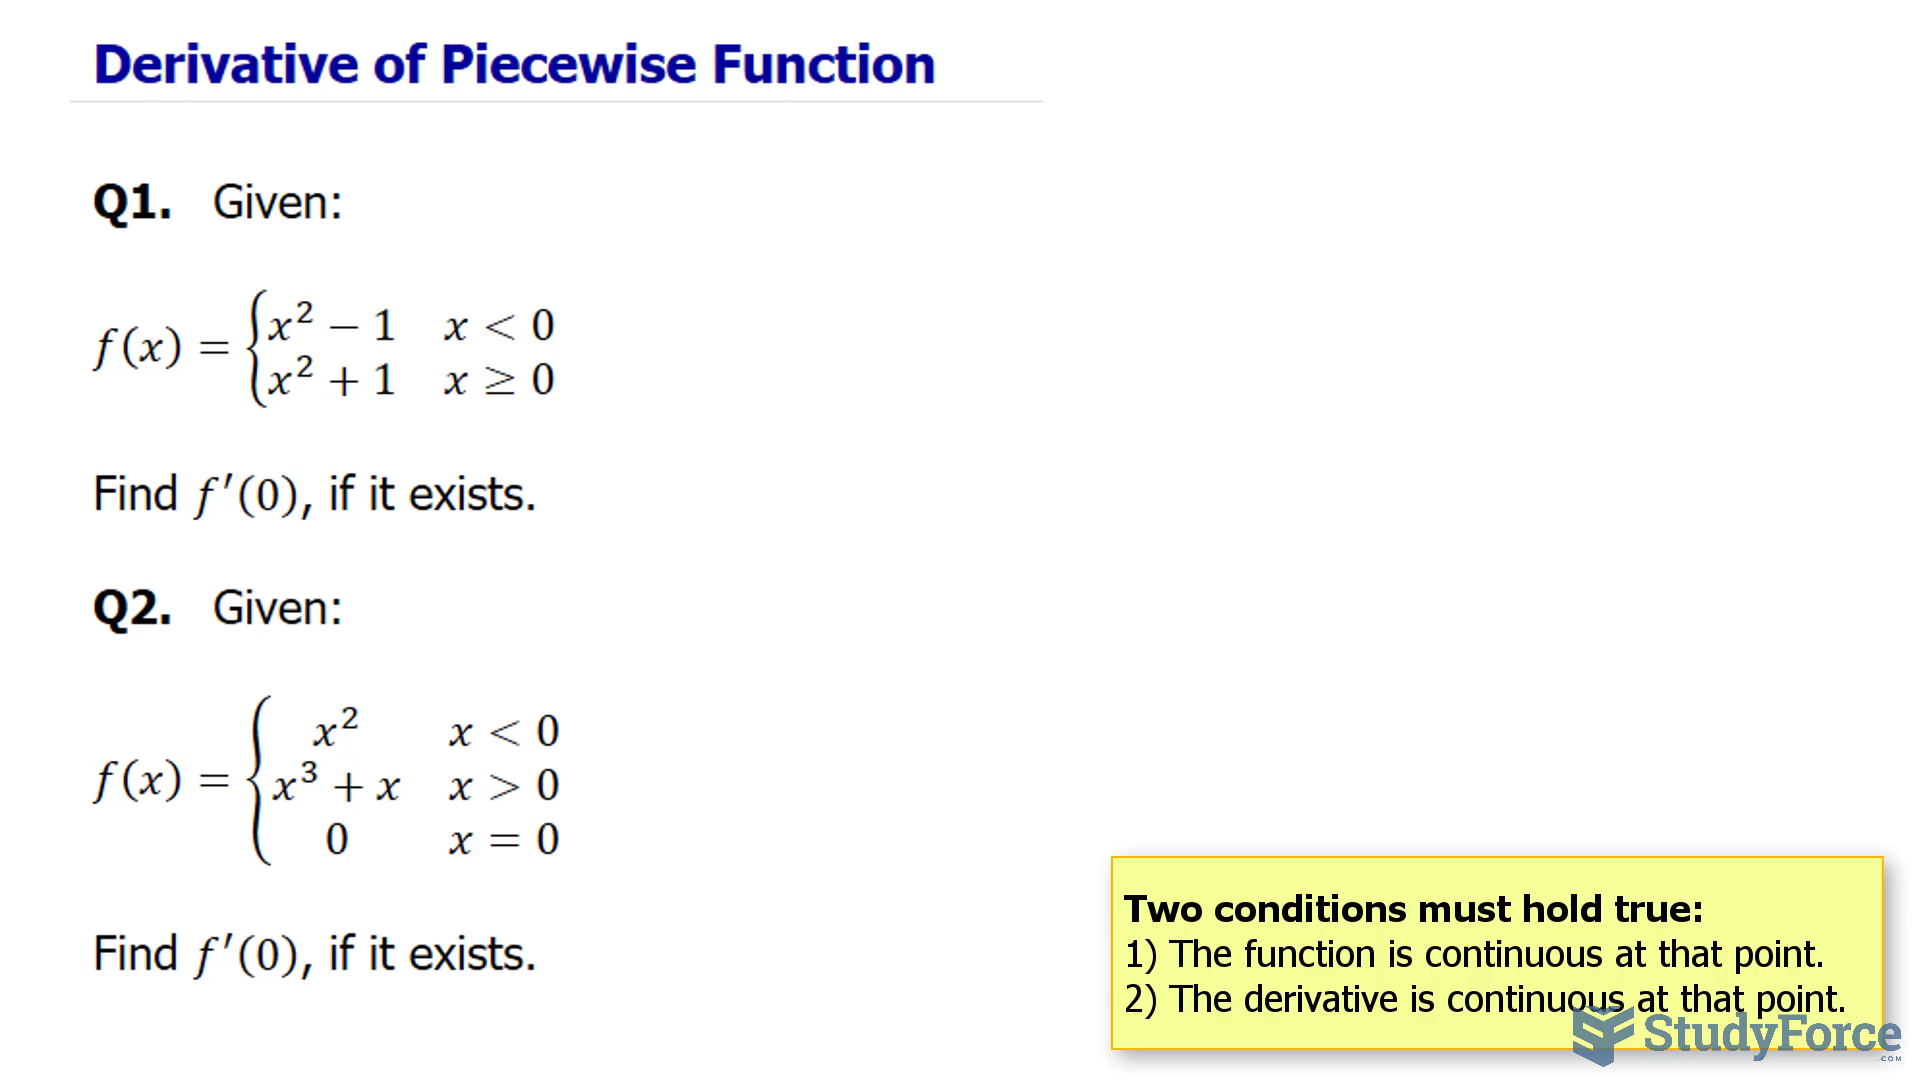 Derivative of Piecewise Function
Q1. Given:
f(x) = { x² − 1 x < 0
x² + 1 x ≥ 0
Find f′(0), if it exists.
Q2. Given:
f(x) = { x² x < 0
x³ + x x > 0
0 x = 0
Find f′(0), if it exists.
Two conditions must hold true:
1) The function is continuous at that point.
2) The derivative is continuous at that point.
StudyForce
.COM